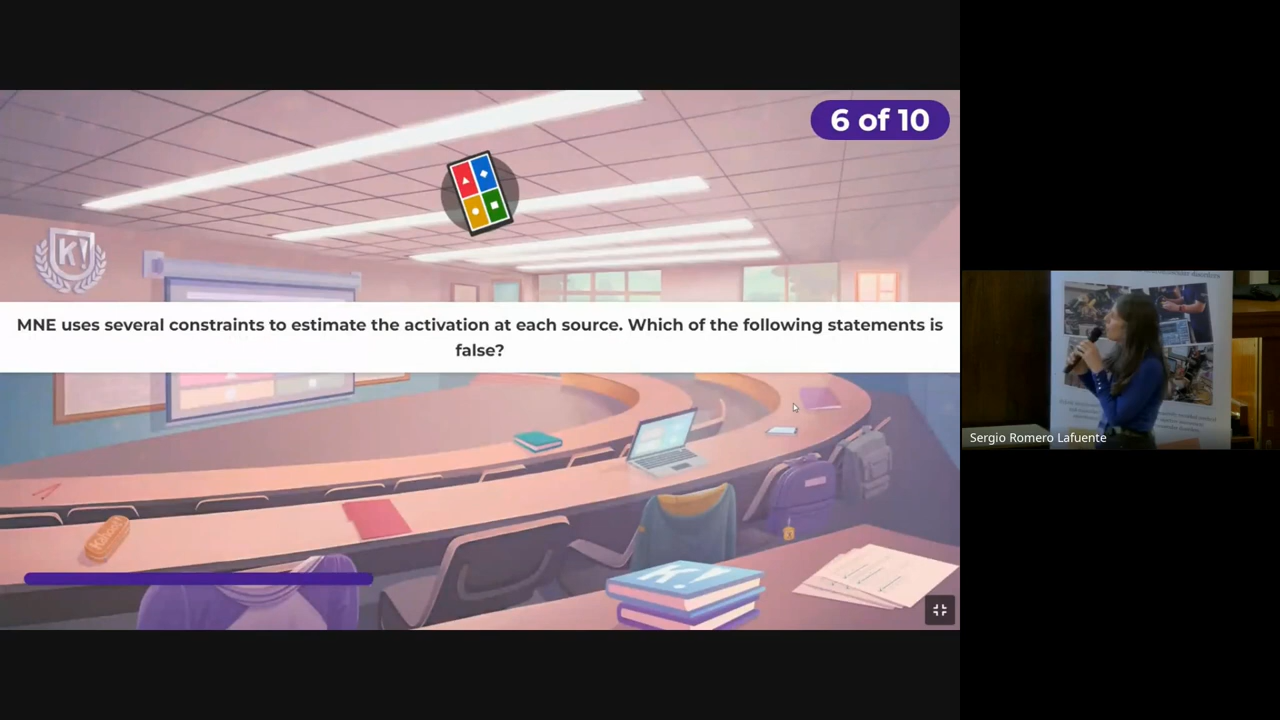 6 of 10
K!
MNE uses several constraints to estimate the activation at each source. Which of the following statements is
false?
Kahoot!
K!
Sergio Romero Lafuente